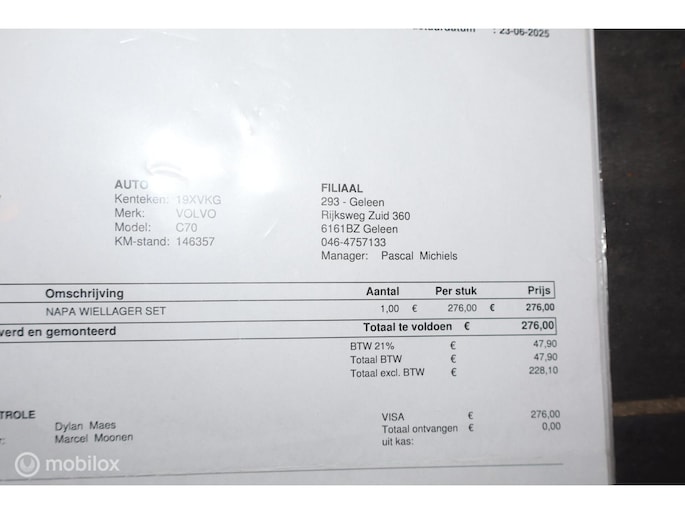 : 23-06-2025
AUTO
Kenteken: 19XVKG
Merk: VOLVO
Model: C70
KM-stand: 146357
FILIAAL
293 - Geleen
Rijksweg Zuid 360
6161BZ Geleen
046-4757133
Manager: Pascal Michiels
Omschrijving Aantal Per stuk Prijs
NAPA WIELLAGER SET 1,00 € 276,00 € 276,00
werd en gemonteerd Totaal te voldoen € 276,00
BTW 21% € 47,90
Totaal BTW € 47,90
Totaal excl. BTW € 228,10
NTROLE
Dylan Maes
r: Marcel Moonen
VISA € 276,00
Totaal ontvangen € 0,00
uit kas:
mobilox